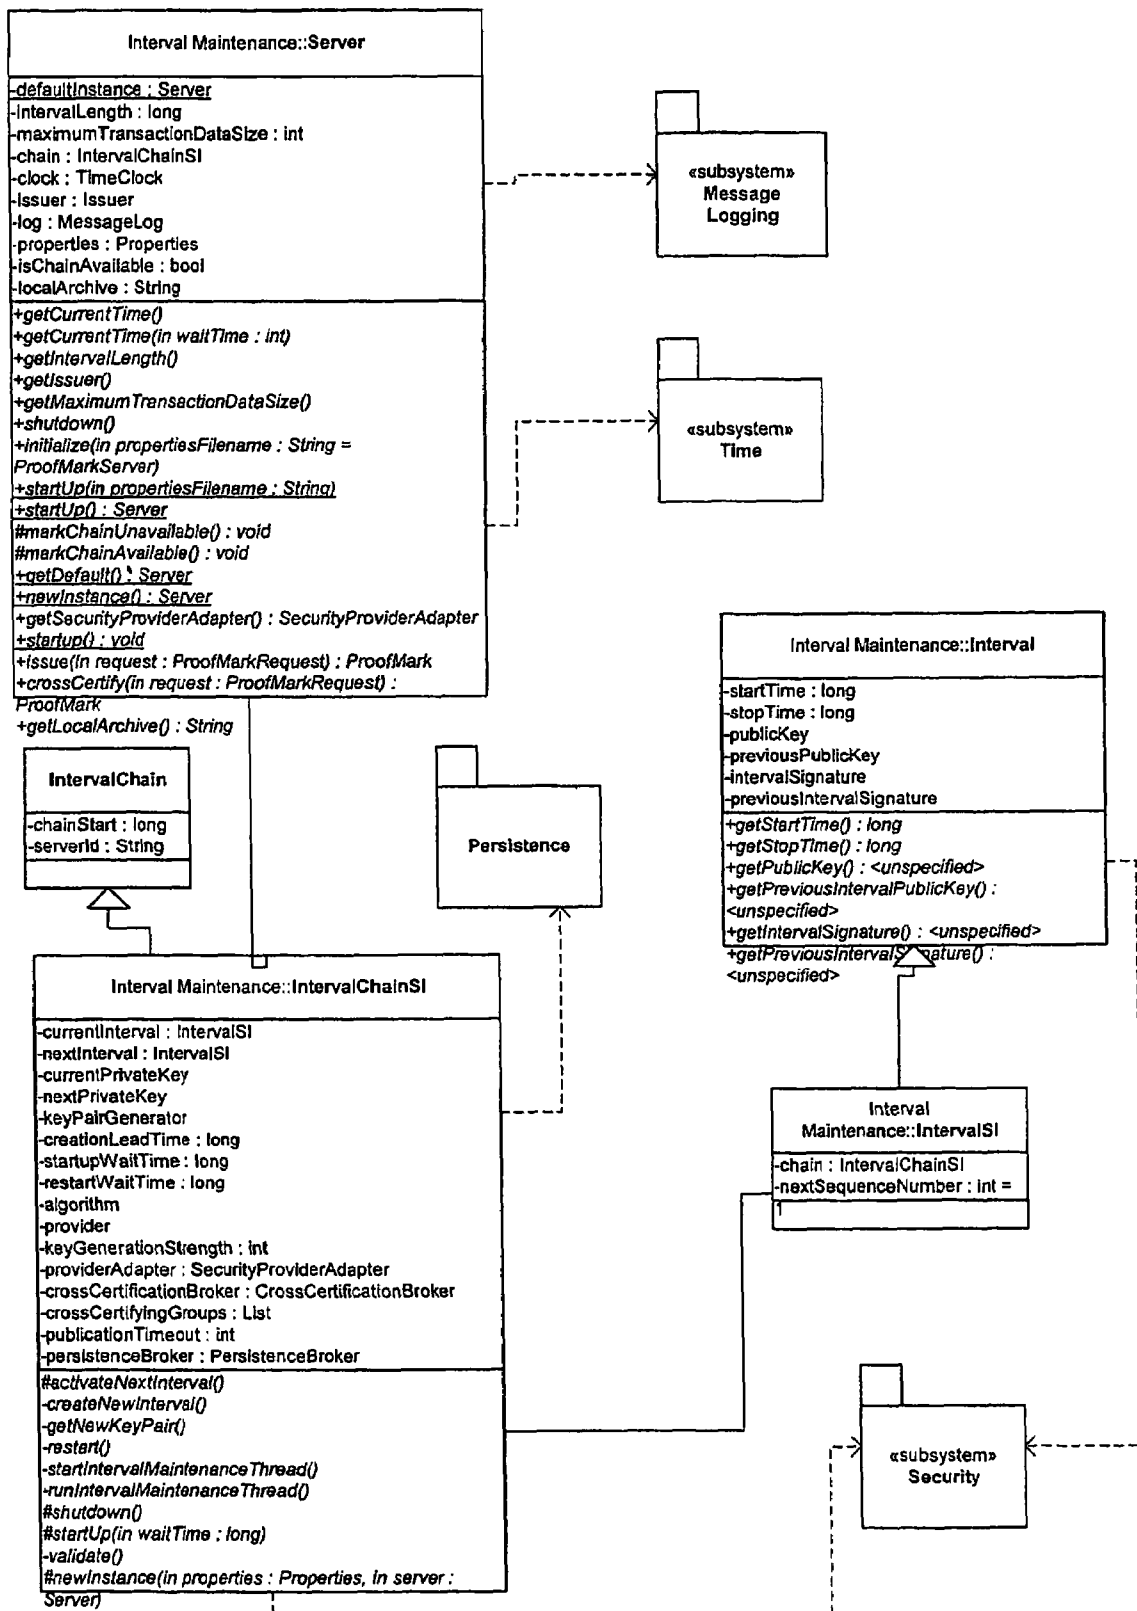 Interval Maintenance::Server
-defaultInstance : Server
-intervalLength : long
-maximumTransactionDataSize : int
-chain : IntervalChainSI
-clock : TimeClock
-issuer : Issuer
-log : MessageLog
-properties : Properties
-isChainAvailable : bool
-localArchive : String
+getCurrentTime()
+getCurrentTime(in waitTime : int)
+getIntervalLength()
+getIssuer()
+getMaximumTransactionDataSize()
+shutdown()
+initialize(in propertiesFilename : String =
ProofMarkServer)
+startUp(in propertiesFilename : String)
+startUp() : Server
#markChainUnavailable() : void
#markChainAvailable() : void
+getDefault() : Server
+newInstance() : Server
+getSecurityProviderAdapter() : SecurityProviderAdapter
+startup() : void
+issue(in request : ProofMarkRequest) : ProofMark
+crossCertify(in request : ProofMarkRequest) :
ProofMark
+getLocalArchive() : String
«subsystem»
Message
Logging
«subsystem»
Time
Interval Maintenance::Interval
-startTime : long
-stopTime : long
-publicKey
-previousPublicKey
-intervalSignature
-previousIntervalSignature
+getStartTime() : long
+getStopTime() : long
+getPublicKey() : <unspecified>
+getPreviousIntervalPublicKey() :
<unspecified>
+getIntervalSignature() : <unspecified>
+getPreviousIntervalSignature() :
<unspecified>
IntervalChain
-chainStart : long
-serverId : String
Persistence
Interval Maintenance::IntervalChainSI
-currentInterval : IntervalSI
-nextInterval : IntervalSI
-currentPrivateKey
-nextPrivateKey
-keyPairGenerator
-creationLeadTime : long
-startupWaitTime : long
-restartWaitTime : long
-algorithm
-provider
-keyGenerationStrength : int
-providerAdapter : SecurityProviderAdapter
-crossCertificationBroker : CrossCertificationBroker
-crossCertifyingGroups : List
-publicationTimeout : int
-persistenceBroker : PersistenceBroker
#activateNextInterval()
-createNewInterval()
-getNewKeyPair()
-restart()
-startIntervalMaintenanceThread()
-runIntervalMaintenanceThread()
#shutdown()
#startUp(in waitTime : long)
-validate()
#newInstance(in properties : Properties, in server :
Server)
Interval
Maintenance::IntervalSI
-chain : IntervalChainSI
-nextSequenceNumber : int =
1
«subsystem»
Security